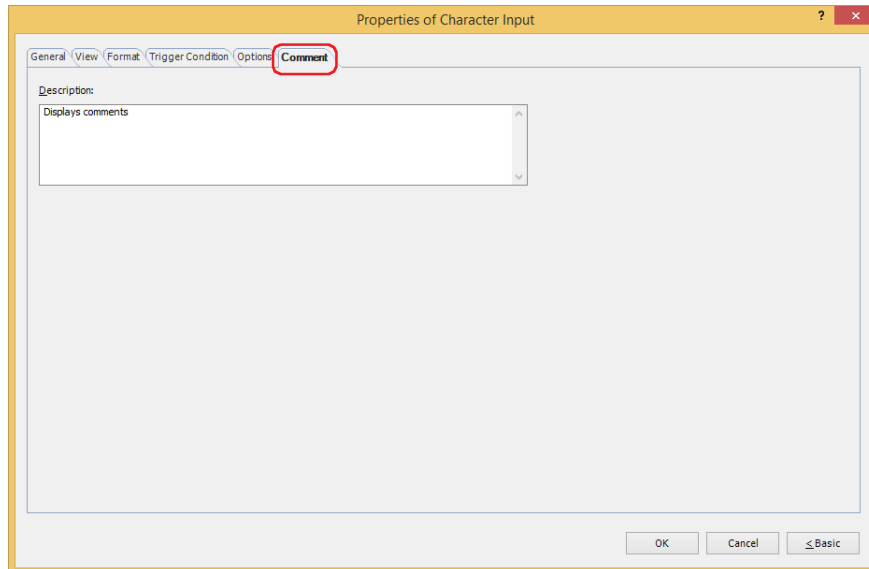 Properties of Character Input
?
×
General View Format Trigger Condition Options Comment
Description:
Displays comments
OK Cancel < Basic